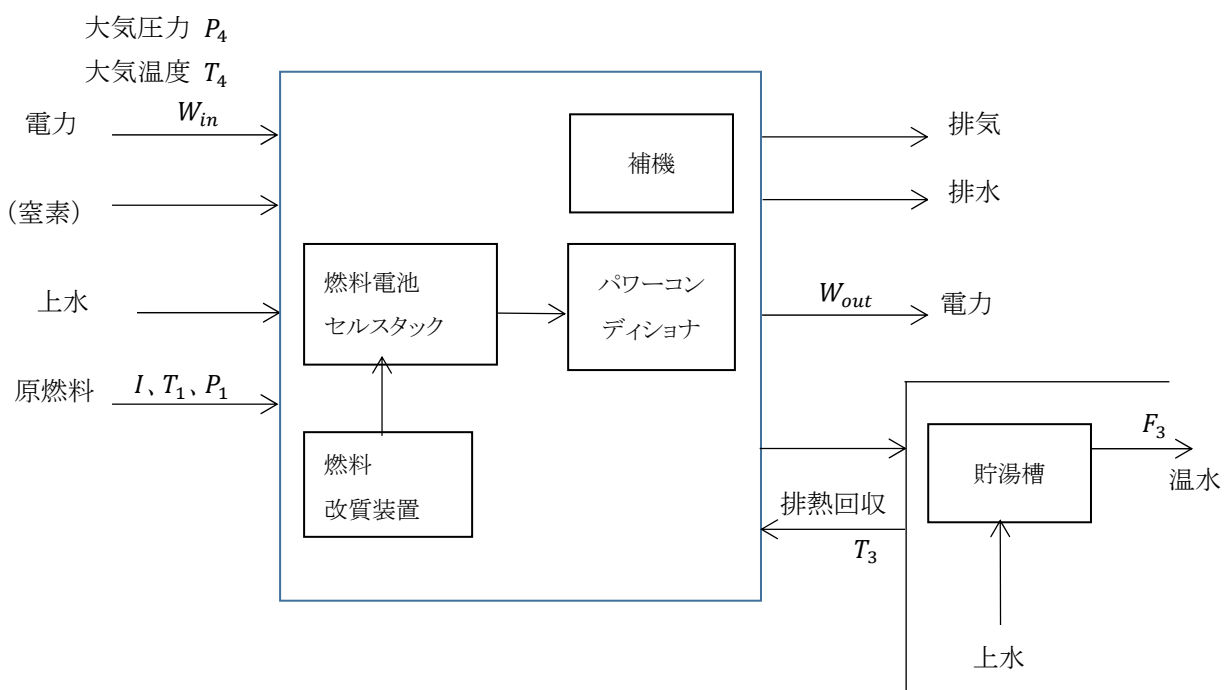 大気圧力 P₄
大気温度 T₄
電力
W_in
(窒素)
上水
原燃料
I、T₁、P₁
補機
燃料電池
セルスタック
パワーコン
ディショナ
燃料
改質装置
排気
排水
W_out
電力
排熱回収
T₃
貯湯槽
F₃
温水
上水